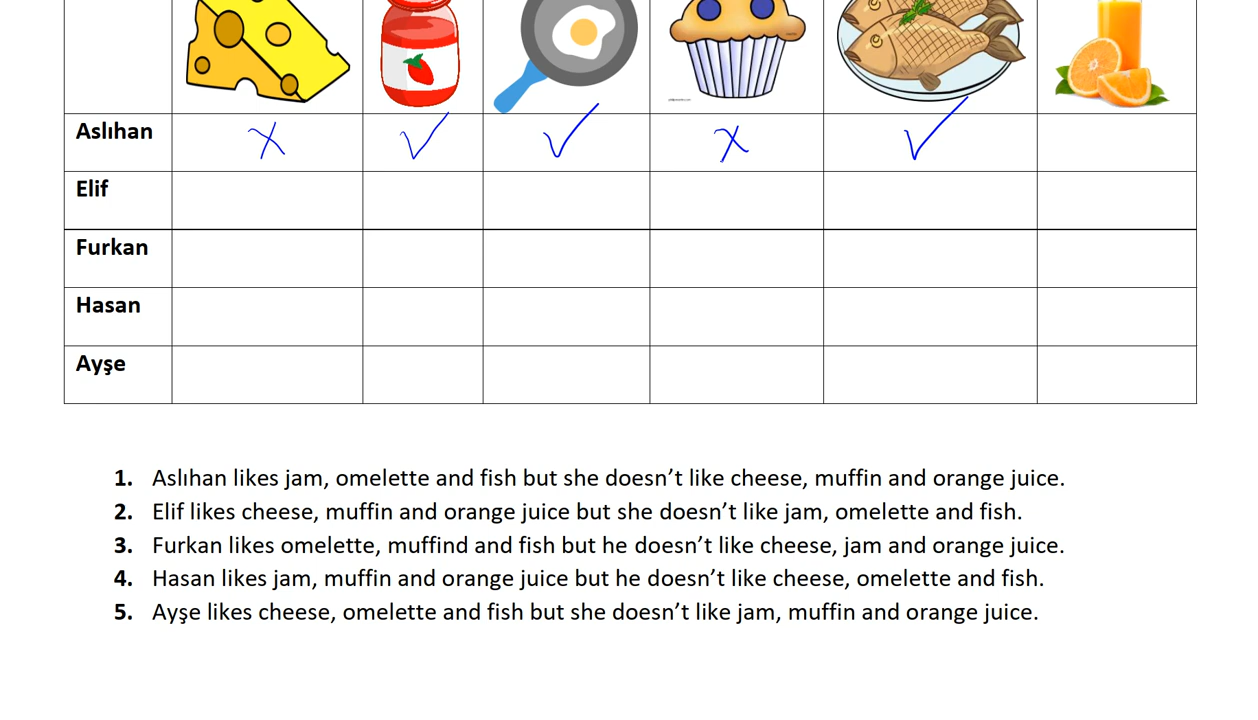 Aslıhan X ✓ ✓ X ✓
Elif
Furkan
Hasan
Ayşe
1. Aslıhan likes jam, omelette and fish but she doesn’t like cheese, muffin and orange juice.
2. Elif likes cheese, muffin and orange juice but she doesn’t like jam, omelette and fish.
3. Furkan likes omelette, muffind and fish but he doesn’t like cheese, jam and orange juice.
4. Hasan likes jam, muffin and orange juice but he doesn’t like cheese, omelette and fish.
5. Ayşe likes cheese, omelette and fish but she doesn’t like jam, muffin and orange juice.